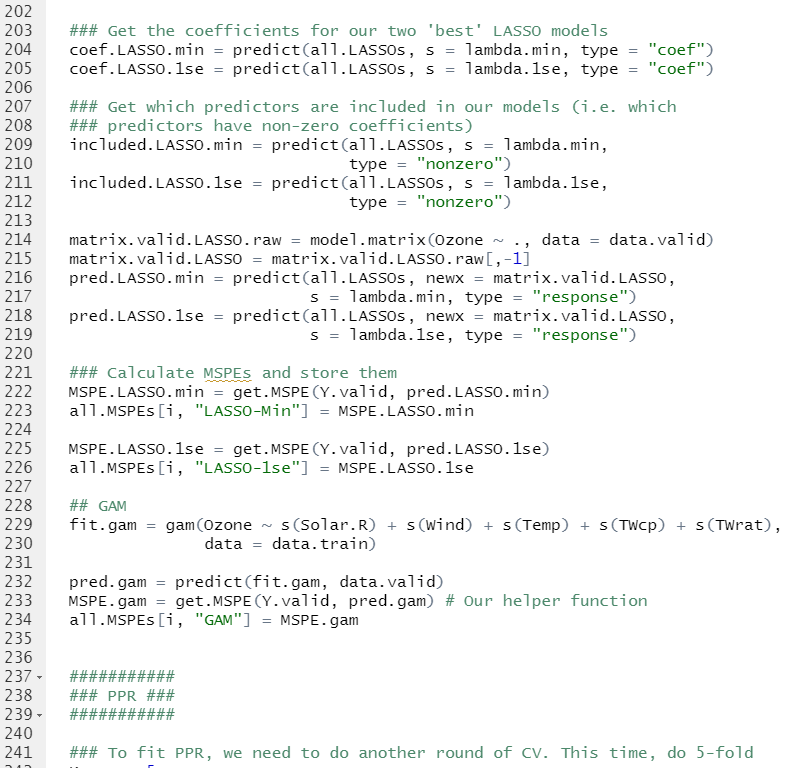 202
203 ### Get the coefficients for our two 'best' LASSO models
204 coef.LASSO.min = predict(all.LASSOs, s = lambda.min, type = "coef")
205 coef.LASSO.1se = predict(all.LASSOs, s = lambda.1se, type = "coef")
206
207 ### Get which predictors are included in our models (i.e. which
208 ### predictors have non-zero coefficients)
209 included.LASSO.min = predict(all.LASSOs, s = lambda.min,
210 type = "nonzero")
211 included.LASSO.1se = predict(all.LASSOs, s = lambda.1se,
212 type = "nonzero")
213
214 matrix.valid.LASSO.raw = model.matrix(Ozone ~ ., data = data.valid)
215 matrix.valid.LASSO = matrix.valid.LASSO.raw[,-1]
216 pred.LASSO.min = predict(all.LASSOs, newx = matrix.valid.LASSO,
217 s = lambda.min, type = "response")
218 pred.LASSO.1se = predict(all.LASSOs, newx = matrix.valid.LASSO,
219 s = lambda.1se, type = "response")
220
221 ### Calculate MSPEs and store them
222 MSPE.LASSO.min = get.MSPE(Y.valid, pred.LASSO.min)
223 all.MSPEs[i, "LASSO-Min"] = MSPE.LASSO.min
224
225 MSPE.LASSO.1se = get.MSPE(Y.valid, pred.LASSO.1se)
226 all.MSPEs[i, "LASSO-1se"] = MSPE.LASSO.1se
227
228 ## GAM
229 fit.gam = gam(Ozone ~ s(Solar.R) + s(Wind) + s(Temp) + s(TWcp) + s(TWrat),
230 data = data.train)
231
232 pred.gam = predict(fit.gam, data.valid)
233 MSPE.gam = get.MSPE(Y.valid, pred.gam) # Our helper function
234 all.MSPEs[i, "GAM"] = MSPE.gam
235
236
237 ###########
238 ### PPR ###
239 ###########
240
241 ### To fit PPR, we need to do another round of CV. This time, do 5-fold